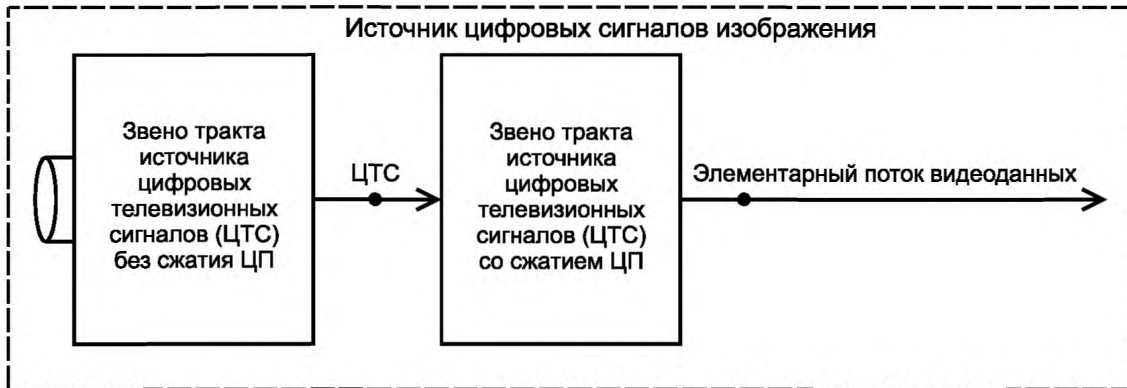 Источник цифровых сигналов изображения
Звено тракта
источника
цифровых
телевизионных
сигналов (ЦТС)
без сжатия ЦП
ЦТС
Звено тракта
источника
цифровых
телевизионных
сигналов (ЦТС)
со сжатием ЦП
Элементарный поток видеоданных